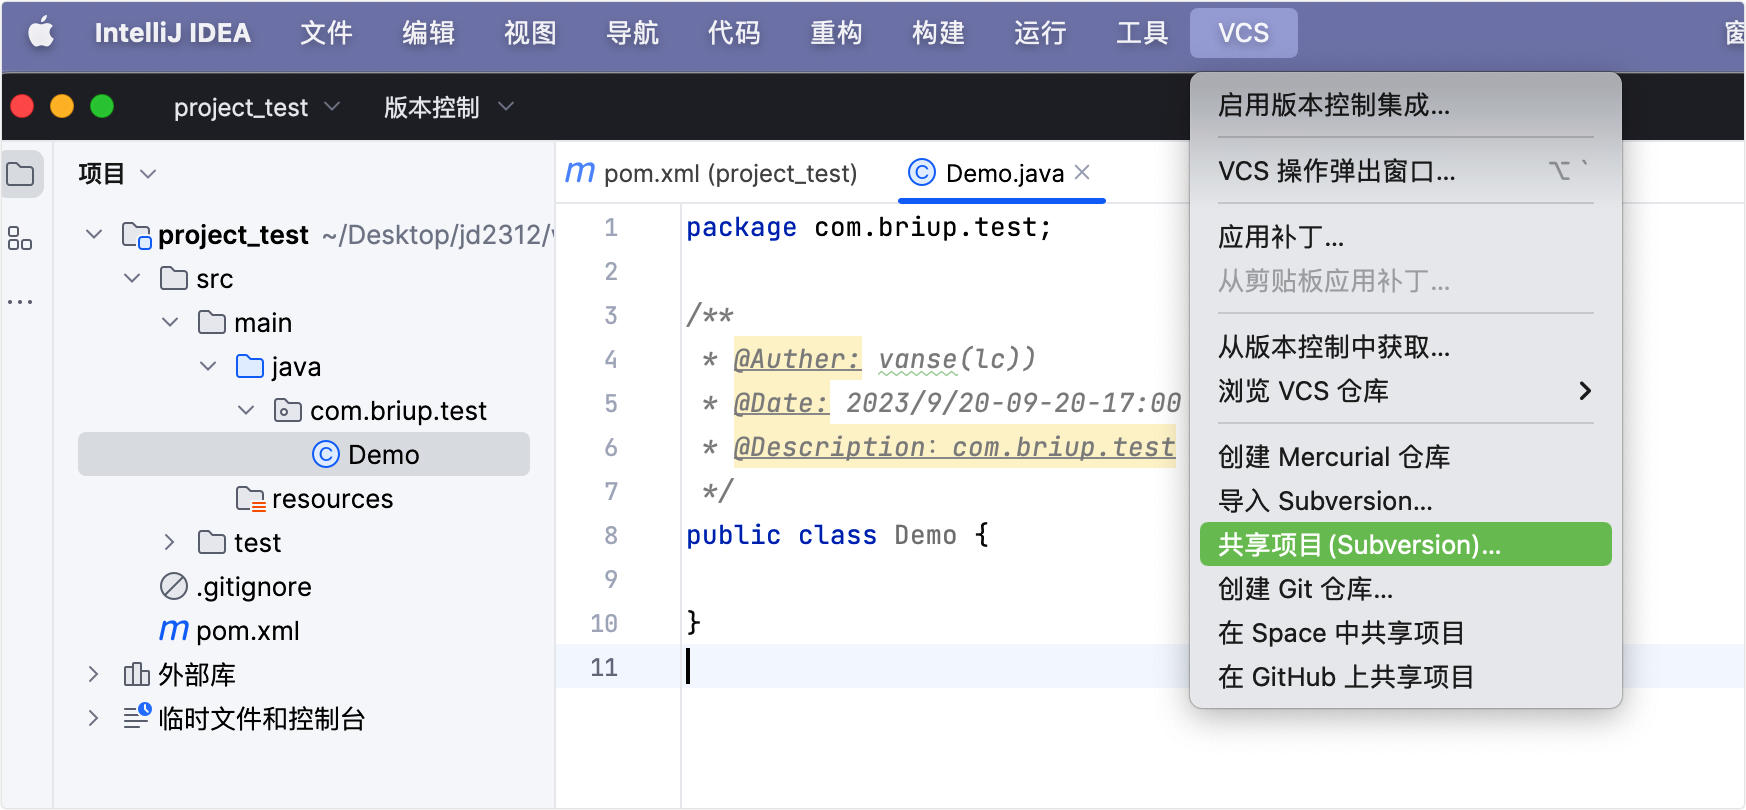 IntelliJ IDEA 文件 编辑 视图 导航 代码 重构 构建 运行 工具 VCS 窗
project_test 版本控制
项目
project_test ~/Desktop/jd2312/
src
main
java
com.briup.test
Demo
resources
test
.gitignore
pom.xml
外部库
临时文件和控制台
pom.xml (project_test) Demo.java
1 package com.briup.test;
2
3 /**
4 * @Auther: vanse(lc))
5 * @Date: 2023/9/20-09-20-17:00
6 * @Description：com.briup.test
7 */
8 public class Demo {
9
10 }
11
启用版本控制集成...
VCS 操作弹出窗口... ⌥ `
应用补丁...
从剪贴板应用补丁...
从版本控制中获取...
浏览 VCS 仓库
创建 Mercurial 仓库
导入 Subversion...
共享项目 (Subversion)...
创建 Git 仓库...
在 Space 中共享项目
在 GitHub 上共享项目